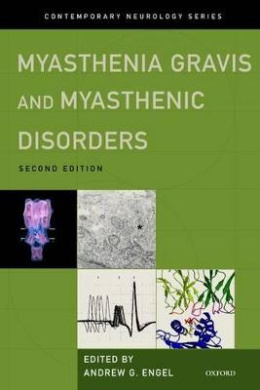 CONTEMPORARY NEUROLOGY SERIES
MYASTHENIA GRAVIS
AND MYASTHENIC
DISORDERS
SECOND EDITION
EDITED BY
ANDREW G. ENGEL
OXFORD